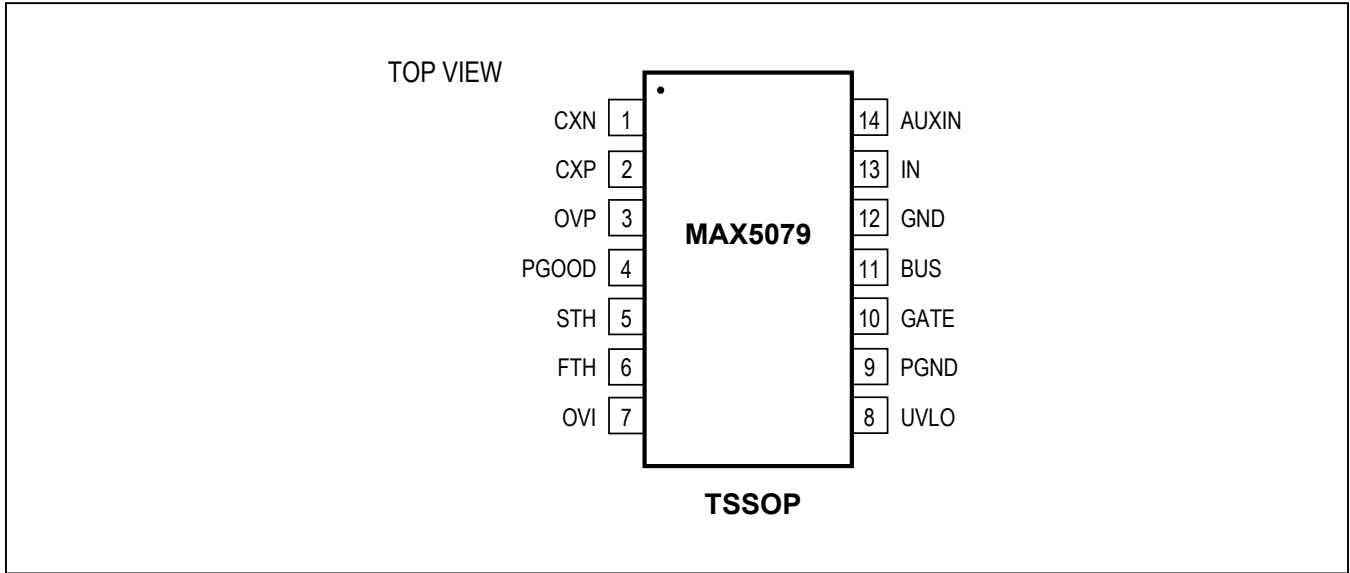 TOP VIEW
CXN 1
CXP 2
OVP 3
PGOOD 4
STH 5
FTH 6
OVI 7
MAX5079
14 AUXIN
13 IN
12 GND
11 BUS
10 GATE
9 PGND
8 UVLO
TSSOP